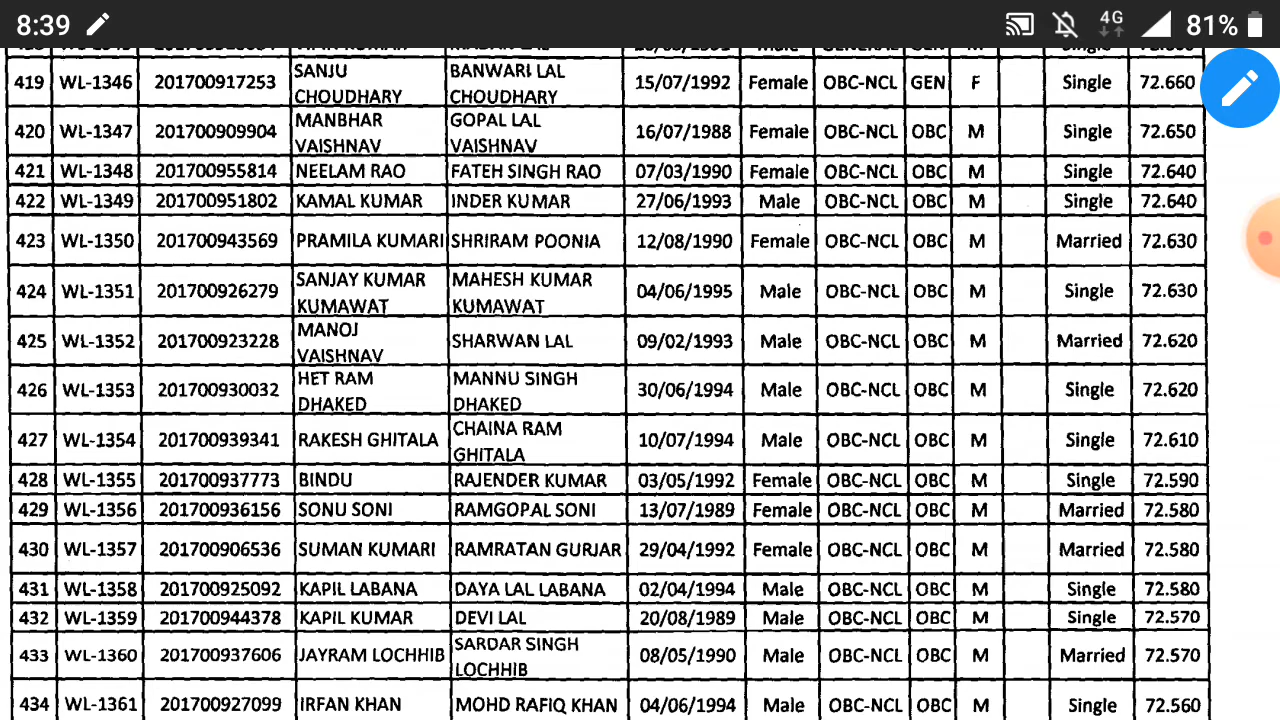 8:39 4G 81%
419 WL-1346 201700917253 SANJU CHOUDHARY BANWARI LAL CHOUDHARY 15/07/1992 Female OBC-NCL GEN F Single 72.660
420 WL-1347 201700909904 MANBHAR VAISHNAV GOPAL LAL VAISHNAV 16/07/1988 Female OBC-NCL OBC M Single 72.650
421 WL-1348 201700955814 NEELAM RAO FATEH SINGH RAO 07/03/1990 Female OBC-NCL OBC M Single 72.640
422 WL-1349 201700951802 KAMAL KUMAR INDER KUMAR 27/06/1993 Male OBC-NCL OBC M Single 72.640
423 WL-1350 201700943569 PRAMILA KUMARI SHRIRAM POONIA 12/08/1990 Female OBC-NCL OBC M Married 72.630
424 WL-1351 201700926279 SANJAY KUMAR KUMAWAT MAHESH KUMAR KUMAWAT 04/06/1995 Male OBC-NCL OBC M Single 72.630
425 WL-1352 201700923228 MANOJ VAISHNAV SHARWAN LAL 09/02/1993 Male OBC-NCL OBC M Married 72.620
426 WL-1353 201700930032 HET RAM DHAKED MANNU SINGH DHAKED 30/06/1994 Male OBC-NCL OBC M Single 72.620
427 WL-1354 201700939341 RAKESH GHITALA CHAINA RAM GHITALA 10/07/1994 Male OBC-NCL OBC M Single 72.610
428 WL-1355 201700937773 BINDU RAJENDER KUMAR 03/05/1992 Female OBC-NCL OBC M Single 72.590
429 WL-1356 201700936156 SONU SONI RAMGOPAL SONI 13/07/1989 Female OBC-NCL OBC M Married 72.580
430 WL-1357 201700906536 SUMAN KUMARI RAMRATAN GURJAR 29/04/1992 Female OBC-NCL OBC M Married 72.580
431 WL-1358 201700925092 KAPIL LABANA DAYA LAL LABANA 02/04/1994 Male OBC-NCL OBC M Single 72.580
432 WL-1359 201700944378 KAPIL KUMAR DEVI LAL 20/08/1989 Male OBC-NCL OBC M Single 72.570
433 WL-1360 201700937606 JAYRAM LOCHHIB SARDAR SINGH LOCHHIB 08/05/1990 Male OBC-NCL OBC M Married 72.570
434 WL-1361 201700927099 IRFAN KHAN MOHD RAFIQ KHAN 04/06/1994 Male OBC-NCL OBC M Single 72.560